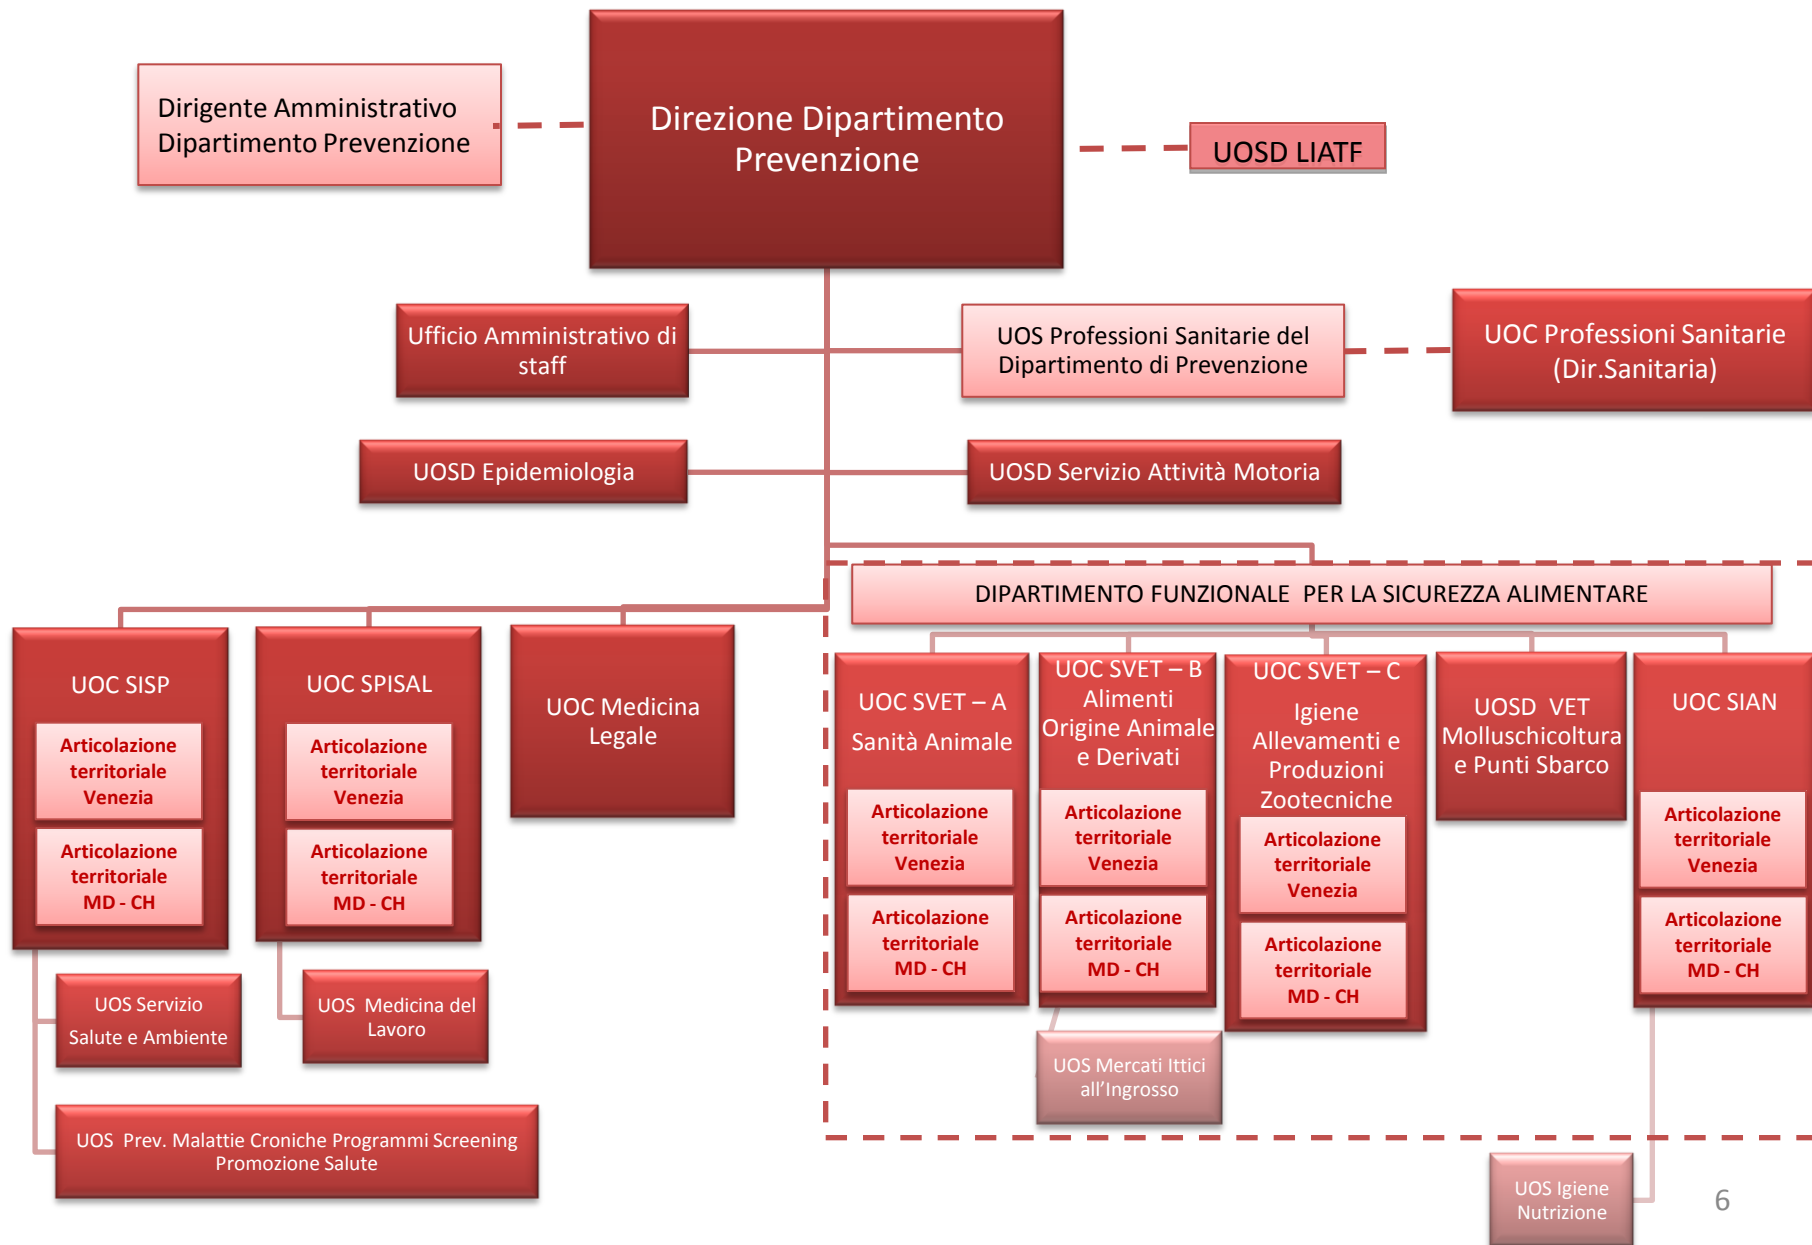 Dirigente Amministrativo
Dipartimento Prevenzione
Direzione Dipartimento
Prevenzione
UOSD LIATF
Ufficio Amministrativo di
staff
UOS Professioni Sanitarie del
Dipartimento di Prevenzione
UOC Professioni Sanitarie
(Dir.Sanitaria)
UOSD Epidemiologia
UOSD Servizio Attività Motoria
DIPARTIMENTO FUNZIONALE PER LA SICUREZZA ALIMENTARE
UOC SISP
Articolazione
territoriale
Venezia
Articolazione
territoriale
MD - CH
UOC SPISAL
Articolazione
territoriale
Venezia
Articolazione
territoriale
MD - CH
UOC Medicina
Legale
UOC SVET – A
Sanità Animale
Articolazione
territoriale
Venezia
Articolazione
territoriale
MD - CH
UOC SVET – B
Alimenti
Origine Animale
e Derivati
Articolazione
territoriale
Venezia
Articolazione
territoriale
MD - CH
UOC SVET – C
Igiene
Allevamenti e
Produzioni
Zootecniche
Articolazione
territoriale
Venezia
Articolazione
territoriale
MD - CH
UOSD VET
Molluschicoltura
e Punti Sbarco
UOC SIAN
Articolazione
territoriale
Venezia
Articolazione
territoriale
MD - CH
UOS Servizio
Salute e Ambiente
UOS Medicina del
Lavoro
UOS Mercati Ittici
all'Ingrosso
UOS Prev. Malattie Croniche Programmi Screening
Promozione Salute
UOS Igiene
Nutrizione
6